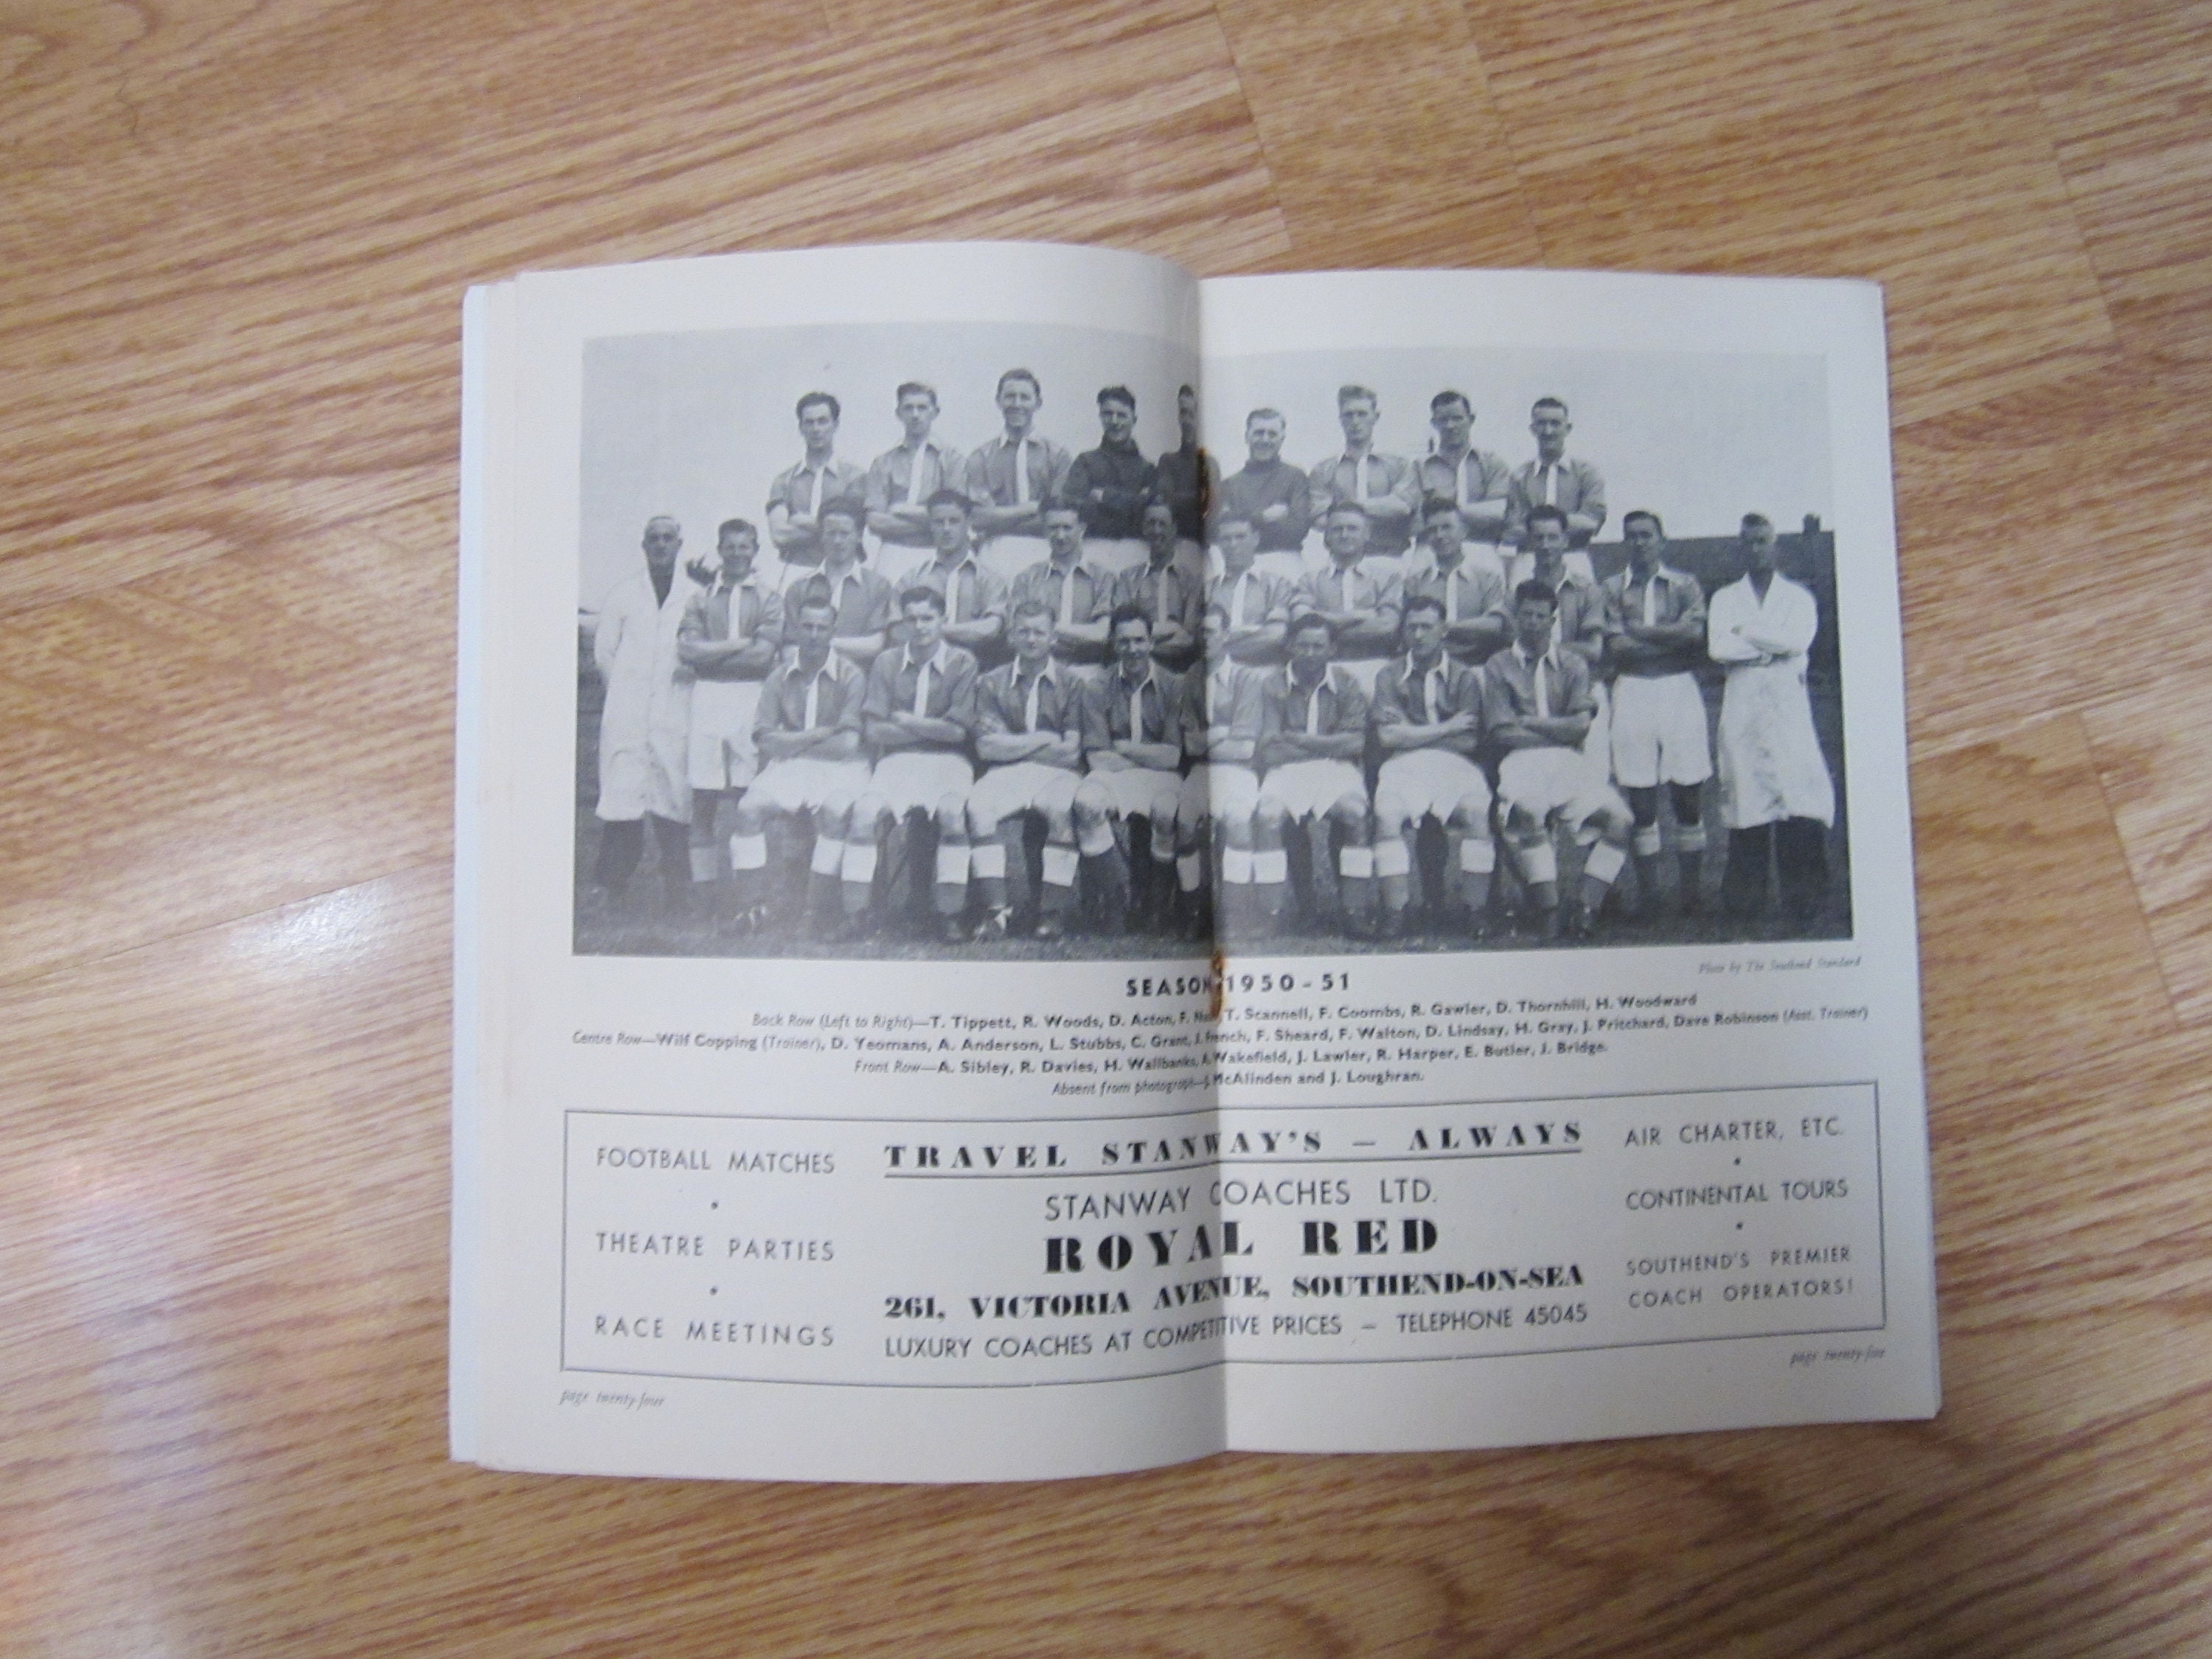 Photo by The Southend Standard
SEASON 1950-51
Back Row (Left to Right)—T. Tippett, R. Woods, D. Acton, F. T. Scannell, F. Coombs, R. Gawler, D. Thornhill, H. Woodward
Centre Row—Wilf Copping (Trainer), D. Yeomans, A. Anderson, L. Stubbs, C. Grant, J. French, F. Sheard, F. Walton, D. Lindsay, H. Gray, J. Pritchard, Dave Robinson (Asst. Trainer)
Front Row—A. Sibley, R. Davies, H. Wallbanks, A. Wakefield, J. Lawler, R. Harper, E. Butler, J. Bridge.
Absent from photograph—J. McAlinden and J. Loughran.
FOOTBALL MATCHES
THEATRE PARTIES
RACE MEETINGS
TRAVEL STANWAY'S — ALWAYS
STANWAY COACHES LTD.
ROYAL RED
261, VICTORIA AVENUE, SOUTHEND-ON-SEA
LUXURY COACHES AT COMPETITIVE PRICES — TELEPHONE 45045
AIR CHARTER, ETC.
CONTINENTAL TOURS
SOUTHEND'S PREMIER
COACH OPERATORS!
page twenty-four
page twenty-five